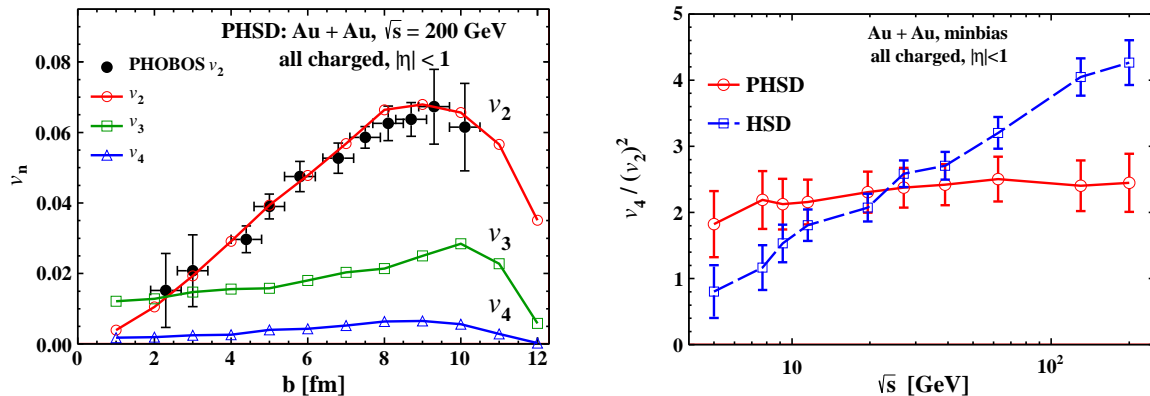 PHSD: Au + Au, √s = 200 GeV
all charged, |η| < 1
PHOBOS v₂
v₂
v₃
v₄
v₂
v₃
v₄
vₙ
0.08
0.06
0.04
0.02
0.00
0 2 4 6 8 10 12
b [fm]
Au + Au, minbias
all charged, |η|<1
PHSD
HSD
v₄ / (v₂)²
5
4
3
2
1
0
10 10²
√s [GeV]